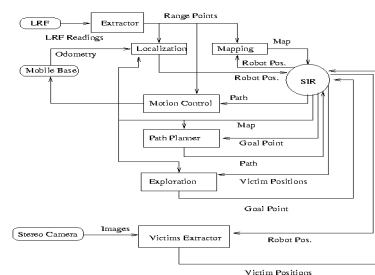 LRF
Extractor
Range Points
LRF Readings
Map
Odometry
Localization
Mapping
Robot Pos.
Mobile Base
Robot Pos.
SIR
Path
Motion Control
Map
Path Planner
Goal Point
Path
Exploration
Victim Positions
Goal Point
Images
Stereo Camera
Victims Extractor
Robot Pos.
Victim Positions